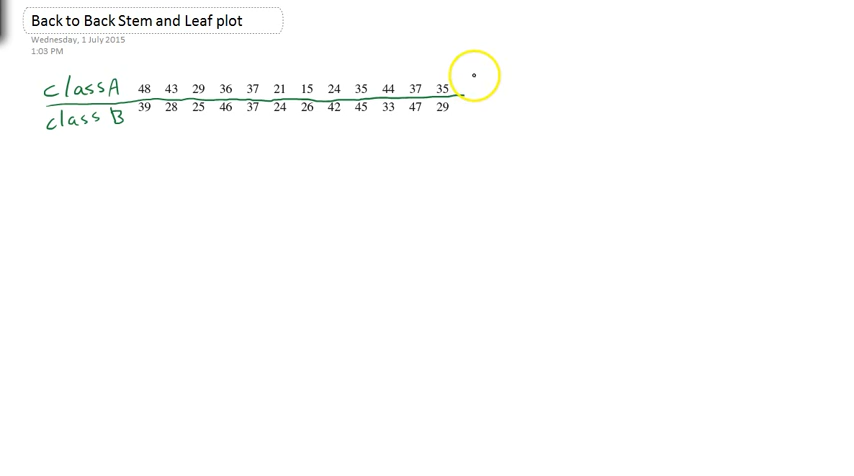 Back to Back Stem and Leaf plot
Wednesday, 1 July 2015
1:03 PM
class A 48 43 29 36 37 21 15 24 35 44 37 35
class B 39 28 25 46 37 24 26 42 45 33 47 29